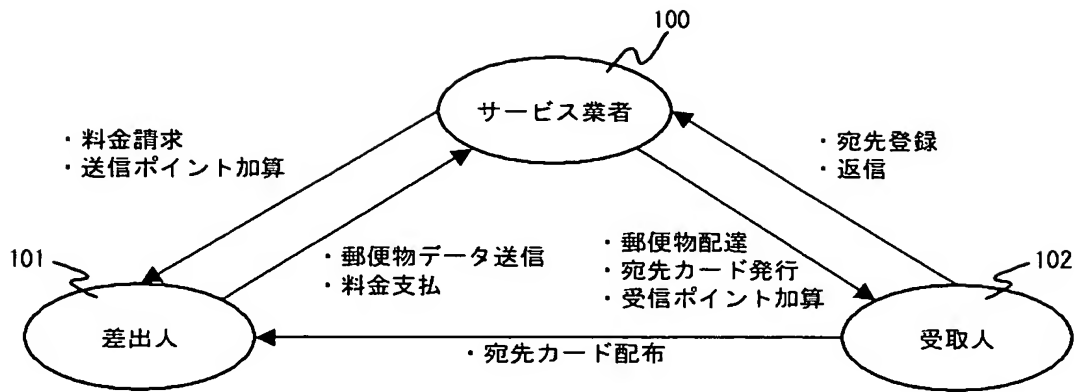 100
サービス業者
・料金請求
・送信ポイント加算
・宛先登録
・返信
101
・郵便物データ送信
・料金支払
・郵便物配達
・宛先カード発行
・受信ポイント加算
102
差出人
・宛先カード配布
受取人